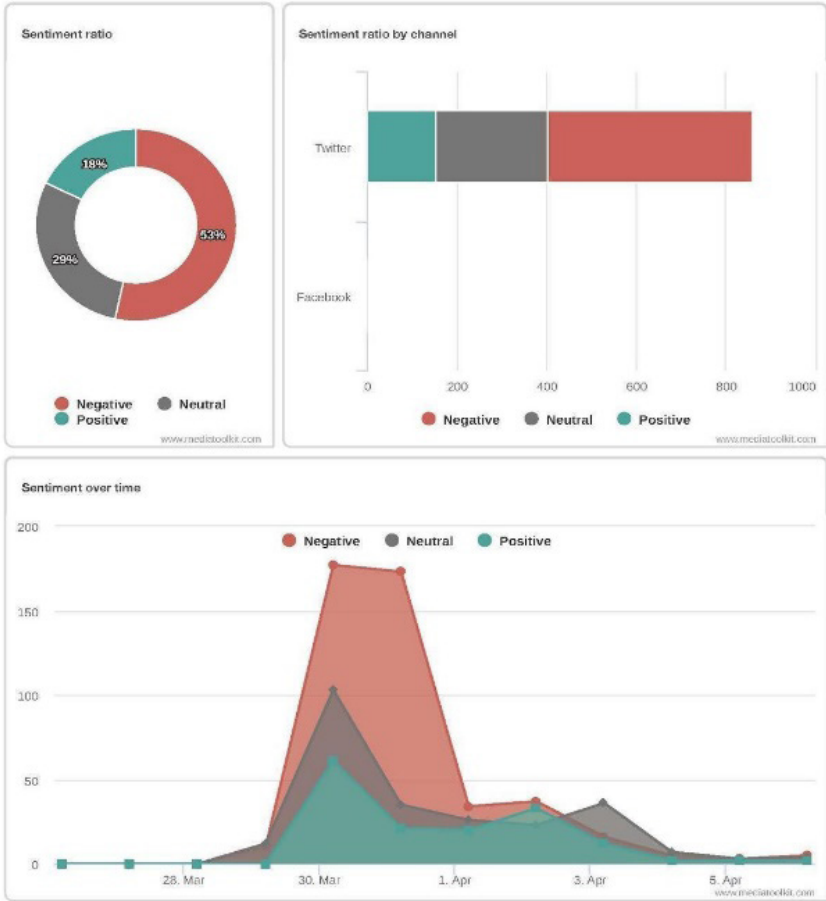 Sentiment ratio
18%
53%
29%
Negative Neutral
Positive
www.mediatoolkit.com
Sentiment ratio by channel
Twitter
Facebook
0 200 400 600 800 1000
Negative Neutral Positive
www.mediatoolkit.com
Sentiment over time
200
Negative Neutral Positive
150
100
50
0
28. Mar 30. Mar 1. Apr 3. Apr 5. Apr
www.mediatoolkit.com